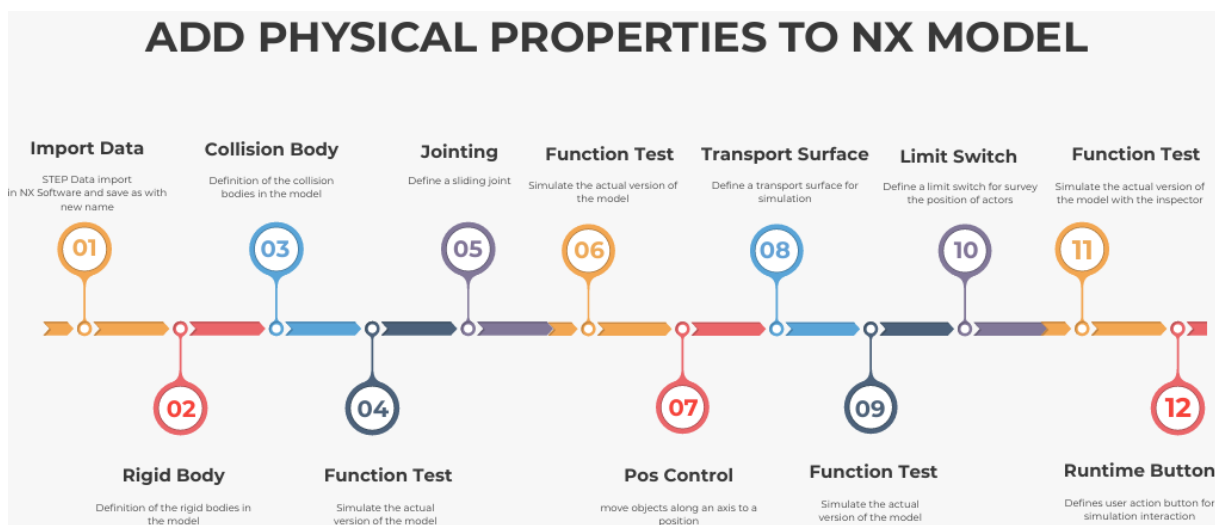 ADD PHYSICAL PROPERTIES TO NX MODEL
Import Data
STEP Data import
in NX Software and save as with
new name
01
02
Rigid Body
Definition of the rigid bodies in
the model
Collision Body
Definition of the collision
bodies in the model
03
04
Function Test
Simulate the actual
version of the model
Jointing
Define a sliding joint
05
Function Test
Simulate the actual version of
the model
06
07
Pos Control
move objects along an axis to a
position
Transport Surface
Define a transport surface for
simulation
08
09
Function Test
Simulate the actual
version of the model
Limit Switch
Define a limit switch for survey
the position of actors
10
Function Test
Simulate the actual version of
the model with the inspector
11
12
Runtime Button
Defines user action button for
simulation interaction